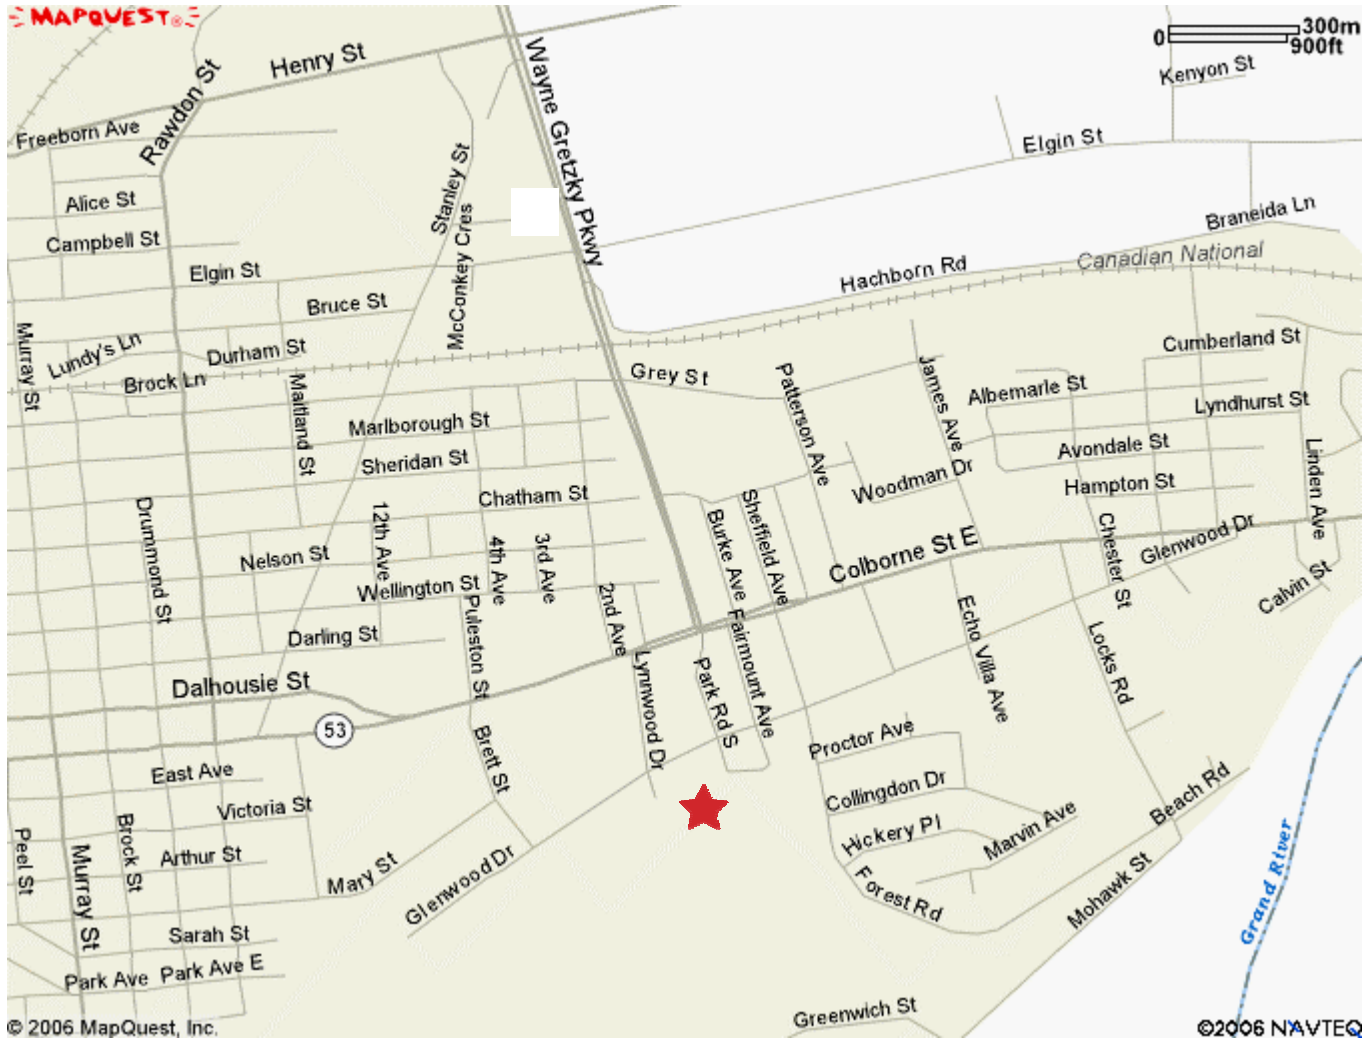 MAPQUEST®
0 300m
900ft
Henry St
Wayne Gretzky Pkwy
Kenyon St
Rawdon St
Freeborn Ave
Elgin St
Stanley St
Alice St
Braneida Ln
McConkey Cres
Campbell St
Canadian National
Elgin St
Hachborn Rd
Bruce St
Murray St
Lundy's Ln
Durham St
Cumberland St
Brock Ln
Grey St
Patterson Ave
James Ave
Albemarle St
Maitland St
Lyndhurst St
Marlborough St
Avondale St
Sheridan St
Linden Ave
Woodman Dr
Hampton St
Chatham St
Drummond St
12th Ave
Sheffield Ave
Burke Ave
Chester St
Glenwood Dr
Colborne St E
Nelson St
4th Ave
3rd Ave
Wellington St
2nd Ave
Calvin St
Puleston St
Fairmount Ave
Echo Villa Ave
Locks Rd
Darling St
Lynnwood Dr
Park Rd S
Dalhousie St
53
Brett St
Proctor Ave
East Ave
Collingdon Dr
Beach Rd
Victoria St
Hickery Pl
Marvin Ave
Peel St
Brock St
Murray St
Arthur St
Mary St
Glenwood Dr
Forest Rd
Mohawk St
Grand River
Sarah St
Park Ave
Park Ave E
Greenwich St
© 2006 MapQuest, Inc.
©2006 NAVTEQ